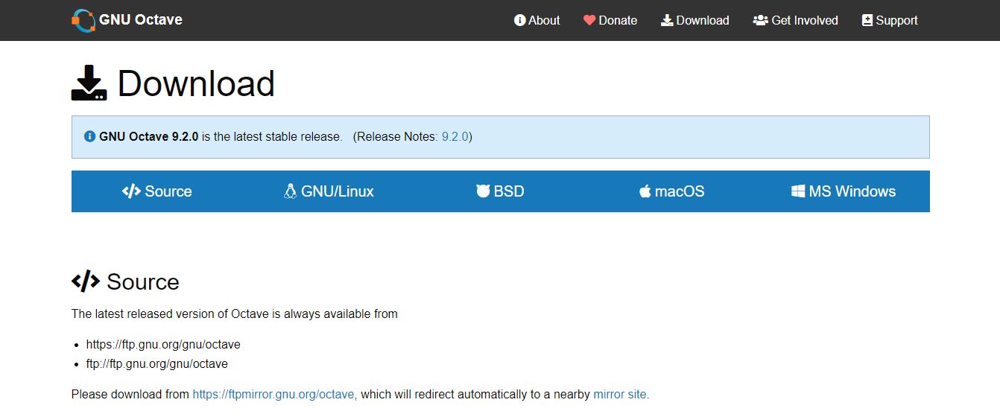 GNU Octave
About Donate Download Get Involved Support
Download
GNU Octave 9.2.0 is the latest stable release. (Release Notes: 9.2.0)
Source GNU/Linux BSD macOS MS Windows
</> Source
The latest released version of Octave is always available from
• https://ftp.gnu.org/gnu/octave
• ftp://ftp.gnu.org/gnu/octave
Please download from https://ftpmirror.gnu.org/octave, which will redirect automatically to a nearby mirror site.